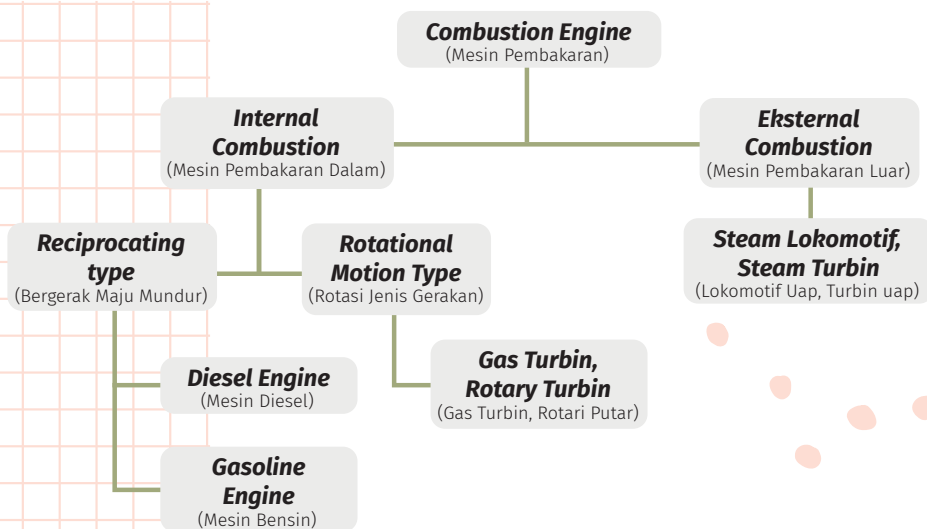 Combustion Engine
(Mesin Pembakaran)
Internal
Combustion
(Mesin Pembakaran Dalam)
Eksternal
Combustion
(Mesin Pembakaran Luar)
Reciprocating
type
(Bergerak Maju Mundur)
Rotational
Motion Type
(Rotasi Jenis Gerakan)
Steam Lokomotif,
Steam Turbin
(Lokomotif Uap, Turbin uap)
Diesel Engine
(Mesin Diesel)
Gas Turbin,
Rotary Turbin
(Gas Turbin, Rotari Putar)
Gasoline
Engine
(Mesin Bensin)